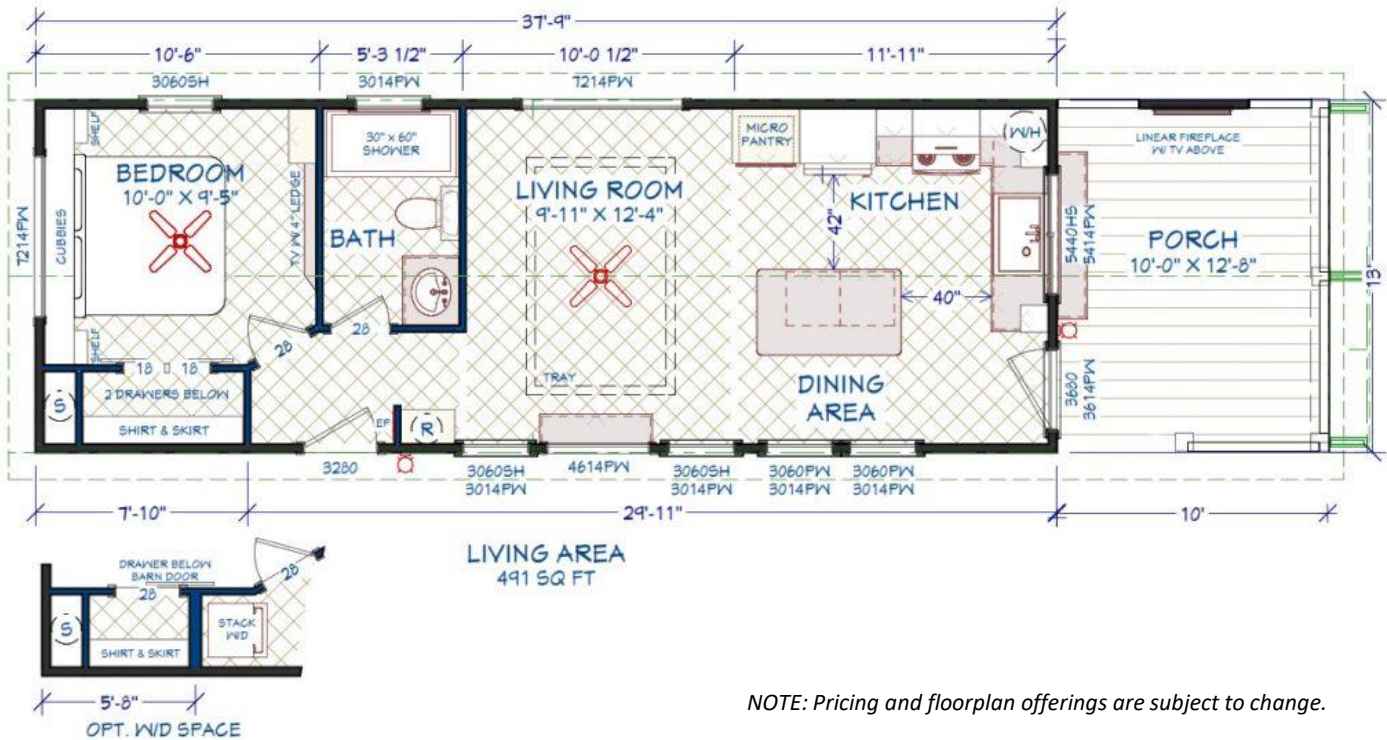 37'-9"
10'-6"
5'-3 1/2"
10'-0 1/2"
11'-11"
3060SH
3014PW
7214PW
SHELF
30" x 60"
SHOWER
MICRO
PANTRY
W/H
LINEAR FIREPLACE
W/ TV ABOVE
BEDROOM
10'-0" X 9'-5"
LIVING ROOM
9'-11" X 12'-4"
KITCHEN
7214PW
CUBBIES
TV W/ 4" LEDGE
BATH
42"
5440HS
5414PW
PORCH
10'-0" X 12'-8"
13'
40"
28
28
SHELF
18
18
TRAY
DINING
AREA
3680
3614PW
S
2 DRAWERS BELOW
SHIRT & SKIRT
EP
R
3280
3060SH
3014PW
4614PW
3060SH
3014PW
3060PW
3014PW
3060PW
3014PW
7'-10"
29'-11"
10'
LIVING AREA
491 SQ FT
DRAWER BELOW
BARN DOOR
28
28
S
STACK
W/D
SHIRT & SKIRT
5'-8"
OPT. W/D SPACE
NOTE: Pricing and floorplan offerings are subject to change.